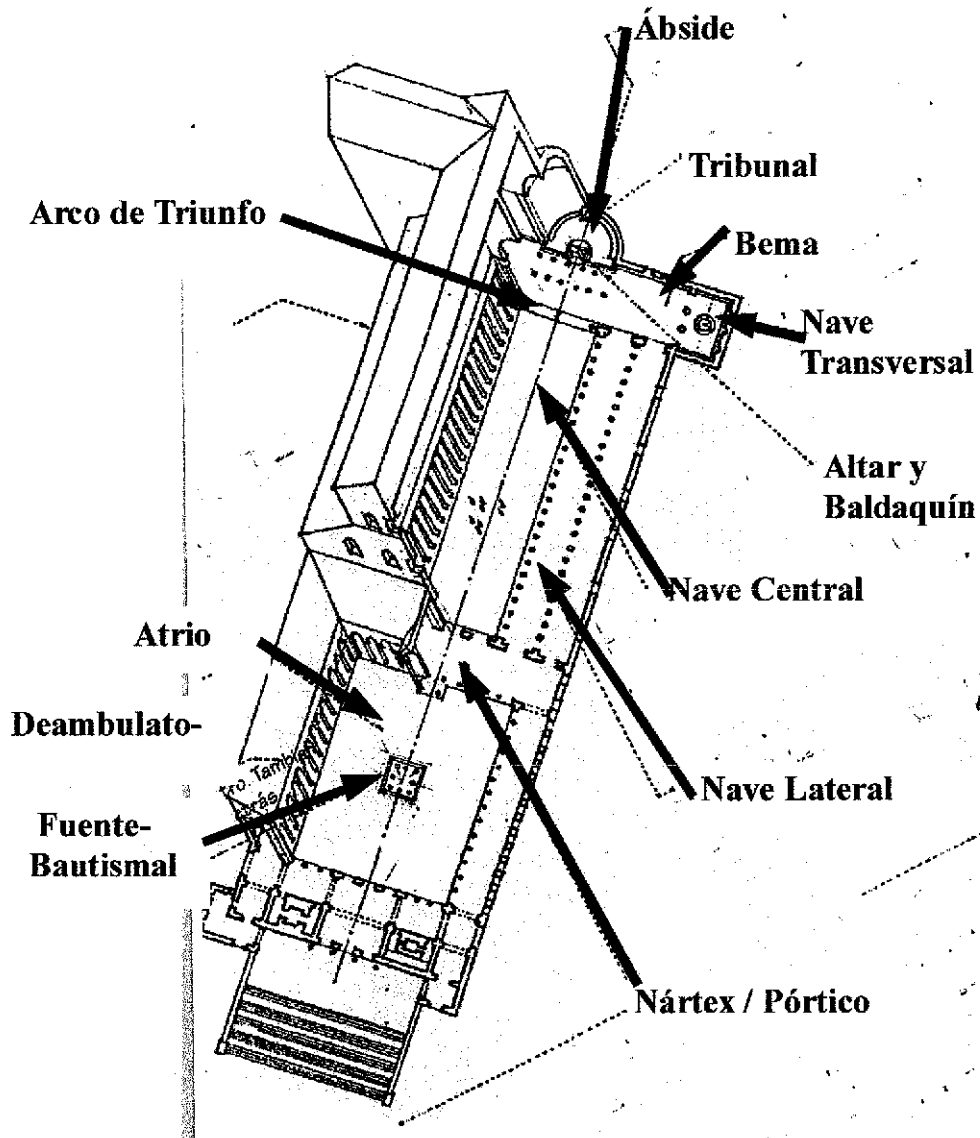 Ábside
Tribunal
Arco de Triunfo
Bema
Nave
Transversal
Altar y
Baldaquín
Nave Central
Atrio
Deambulato-
Nave Lateral
Fuente-
Bautismal
Nártex / Pórtico